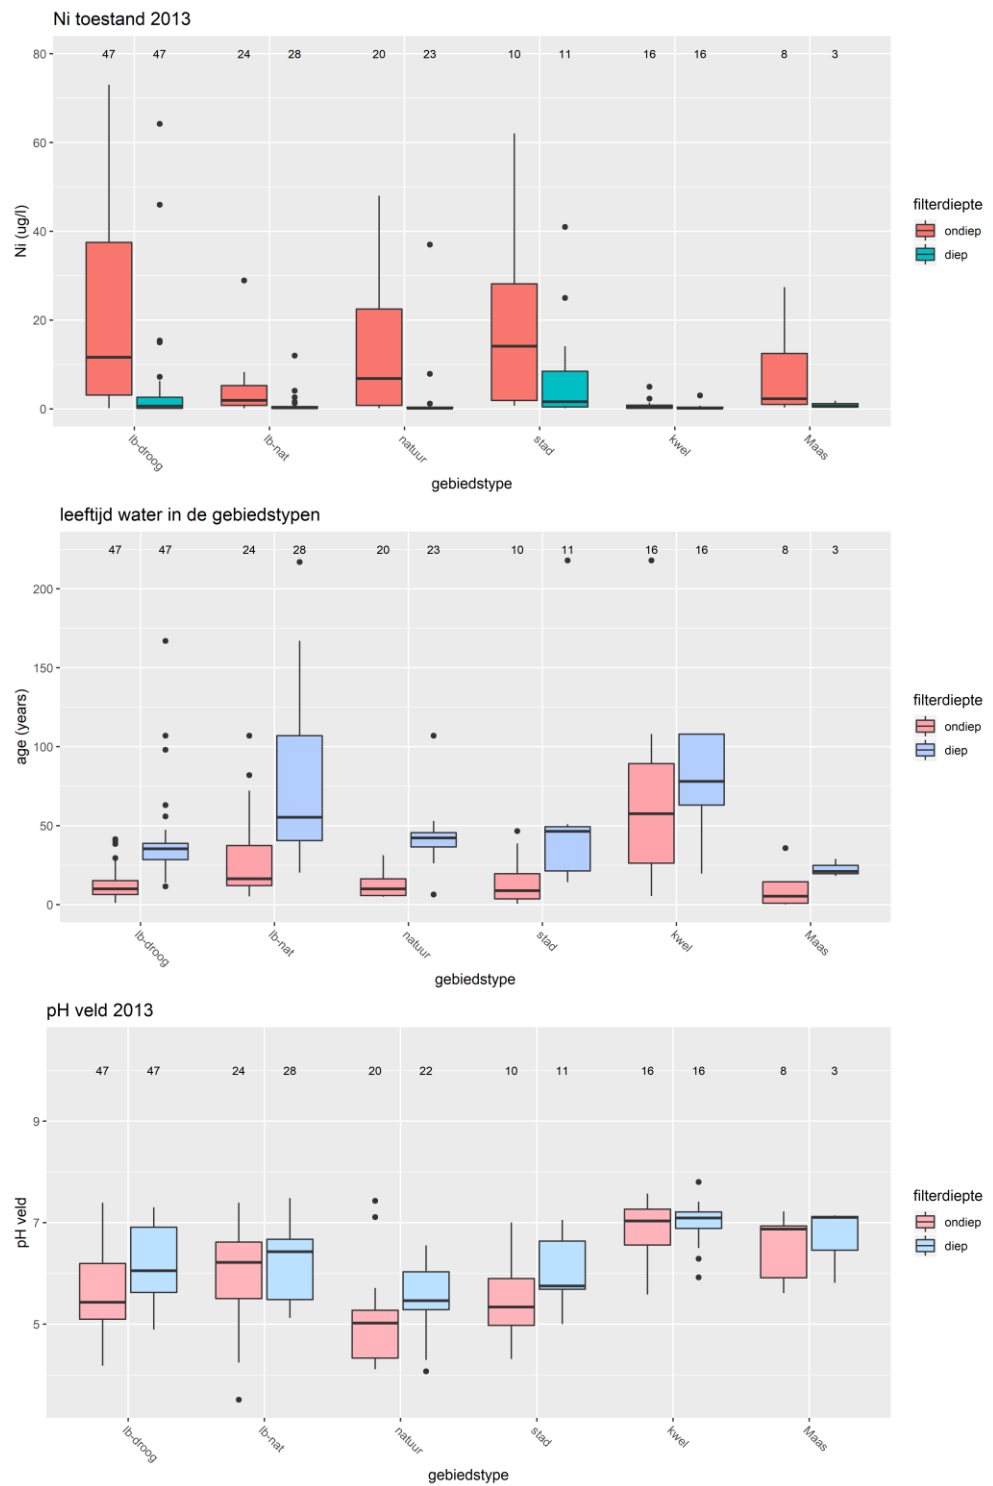 Ni toestand 2013
80
47 47 24 28 20 23 10 11 16 16 8 3
60
40
20
0
Ni (ug/l)
lb-droog lb-nat natuur stad kwel Maas
gebiedstype
filterdiepte
ondiep
diep
leeftijd water in de gebiedstypen
47 47 24 28 20 23 10 11 16 16 8 3
200
150
100
50
0
age (years)
lb-droog lb-nat natuur stad kwel Maas
gebiedstype
filterdiepte
ondiep
diep
pH veld 2013
47 47 24 28 20 22 10 11 16 16 8 3
9
7
5
pH veld
lb-droog lb-nat natuur stad kwel Maas
gebiedstype
filterdiepte
ondiep
diep